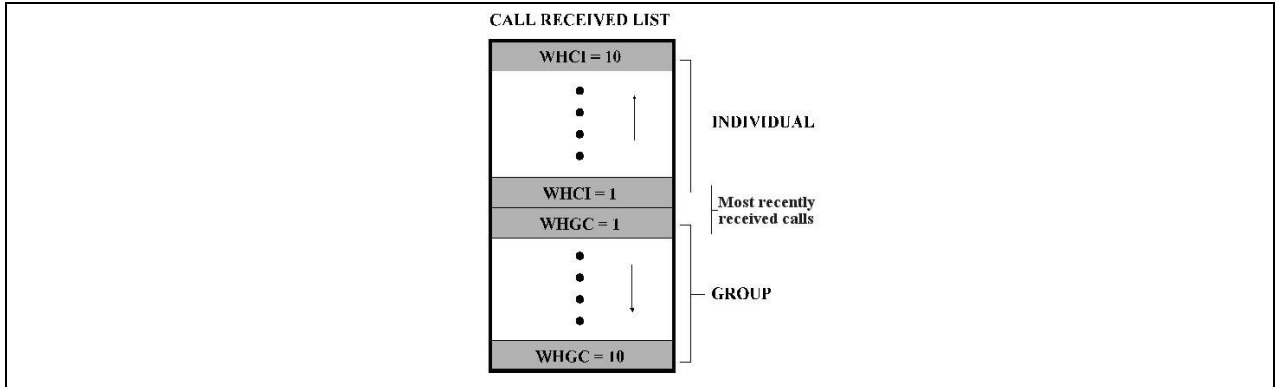 CALL RECEIVED LIST
WHCI = 10
INDIVIDUAL
WHCI = 1
Most recently
received calls
WHGC = 1
GROUP
WHGC = 10